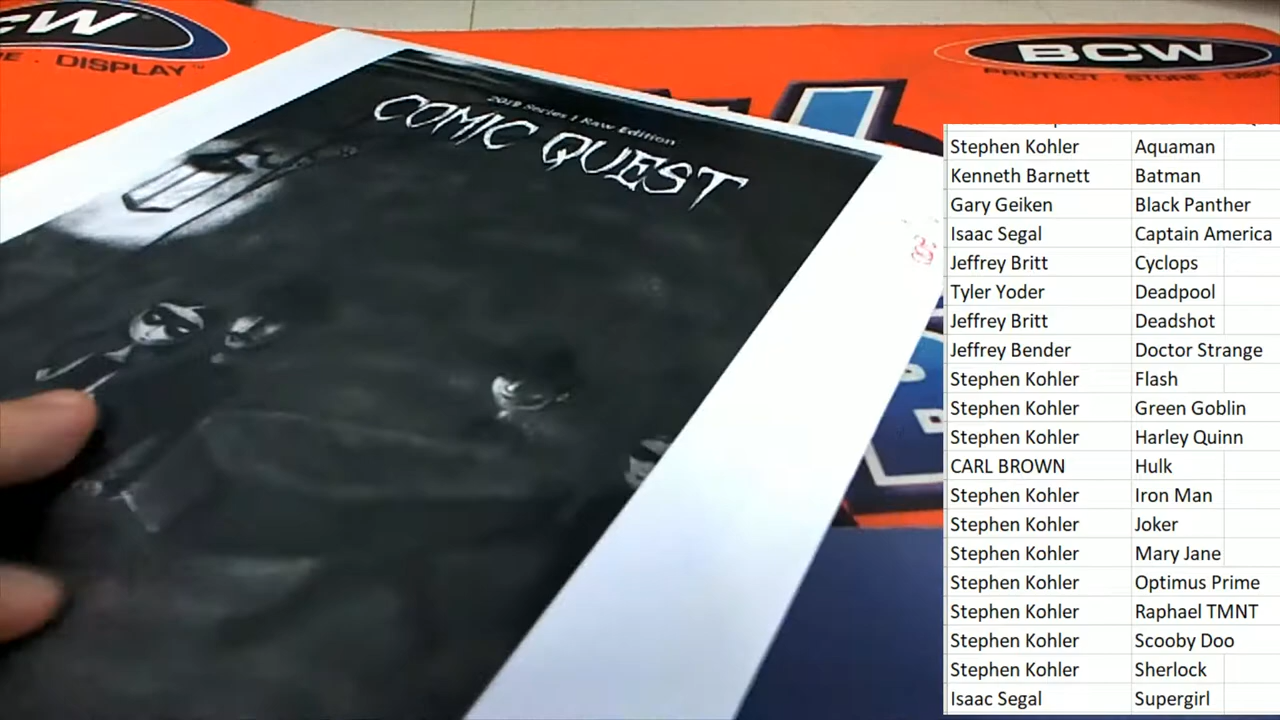 CW
E · DISPLAY™
BCW
PROTECT STORE DISP
2019 Series 1 Raw Edition
COMIC QUEST
Stephen Kohler Aquaman
Kenneth Barnett Batman
Gary Geiken Black Panther
Isaac Segal Captain America
Jeffrey Britt Cyclops
Tyler Yoder Deadpool
Jeffrey Britt Deadshot
Jeffrey Bender Doctor Strange
Stephen Kohler Flash
Stephen Kohler Green Goblin
Stephen Kohler Harley Quinn
CARL BROWN Hulk
Stephen Kohler Iron Man
Stephen Kohler Joker
Stephen Kohler Mary Jane
Stephen Kohler Optimus Prime
Stephen Kohler Raphael TMNT
Stephen Kohler Scooby Doo
Stephen Kohler Sherlock
Isaac Segal Supergirl